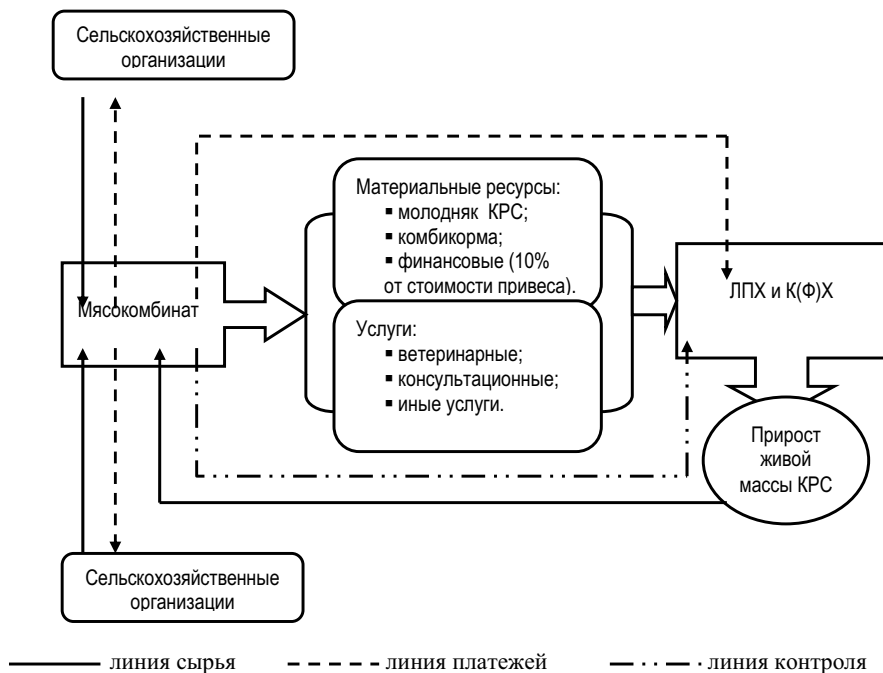 Сельскохозяйственные
организации
Материальные ресурсы:
▪ молодняк КРС;
▪ комбикорма;
▪ финансовые (10%
от стоимости привеса).
Мясокомбинат
ЛПХ и К(Ф)Х
Услуги:
▪ ветеринарные;
▪ консультационные;
▪ иные услуги.
Прирост
живой
массы КРС
Сельскохозяйственные
организации
линия сырья линия платежей линия контроля